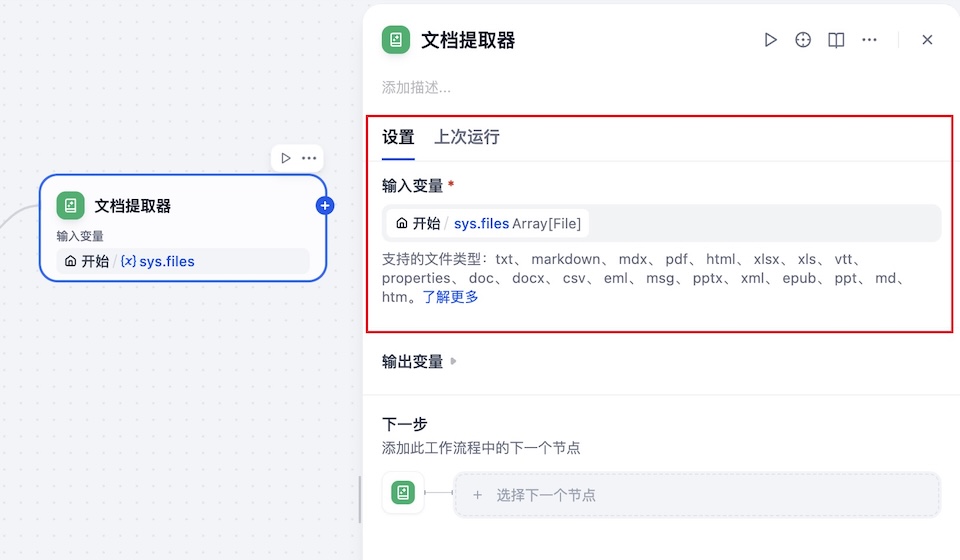 文档提取器
输入变量
开始 / {x} sys.files
文档提取器
添加描述...
设置 上次运行
输入变量 *
开始 / sys.files Array[File]
支持的文件类型：txt、 markdown、 mdx、 pdf、 html、 xlsx、 xls、 vtt、
properties、 doc、 docx、 csv、 eml、 msg、 pptx、 xml、 epub、 ppt、 md、
htm。了解更多
输出变量
下一步
添加此工作流程中的下一个节点
+ 选择下一个节点